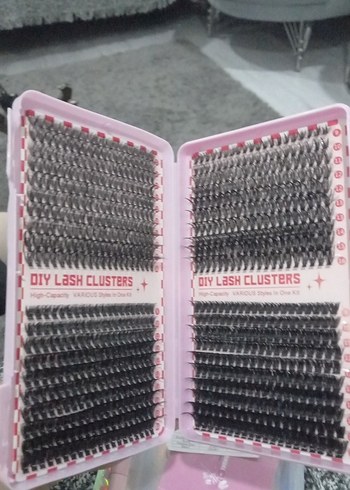 DIY LASH CLUSTERS
High-Capacity VARIOUS Styles In One Kit
DIY LASH CLUSTERS
High-Capacity VARIOUS Styles In One Kit